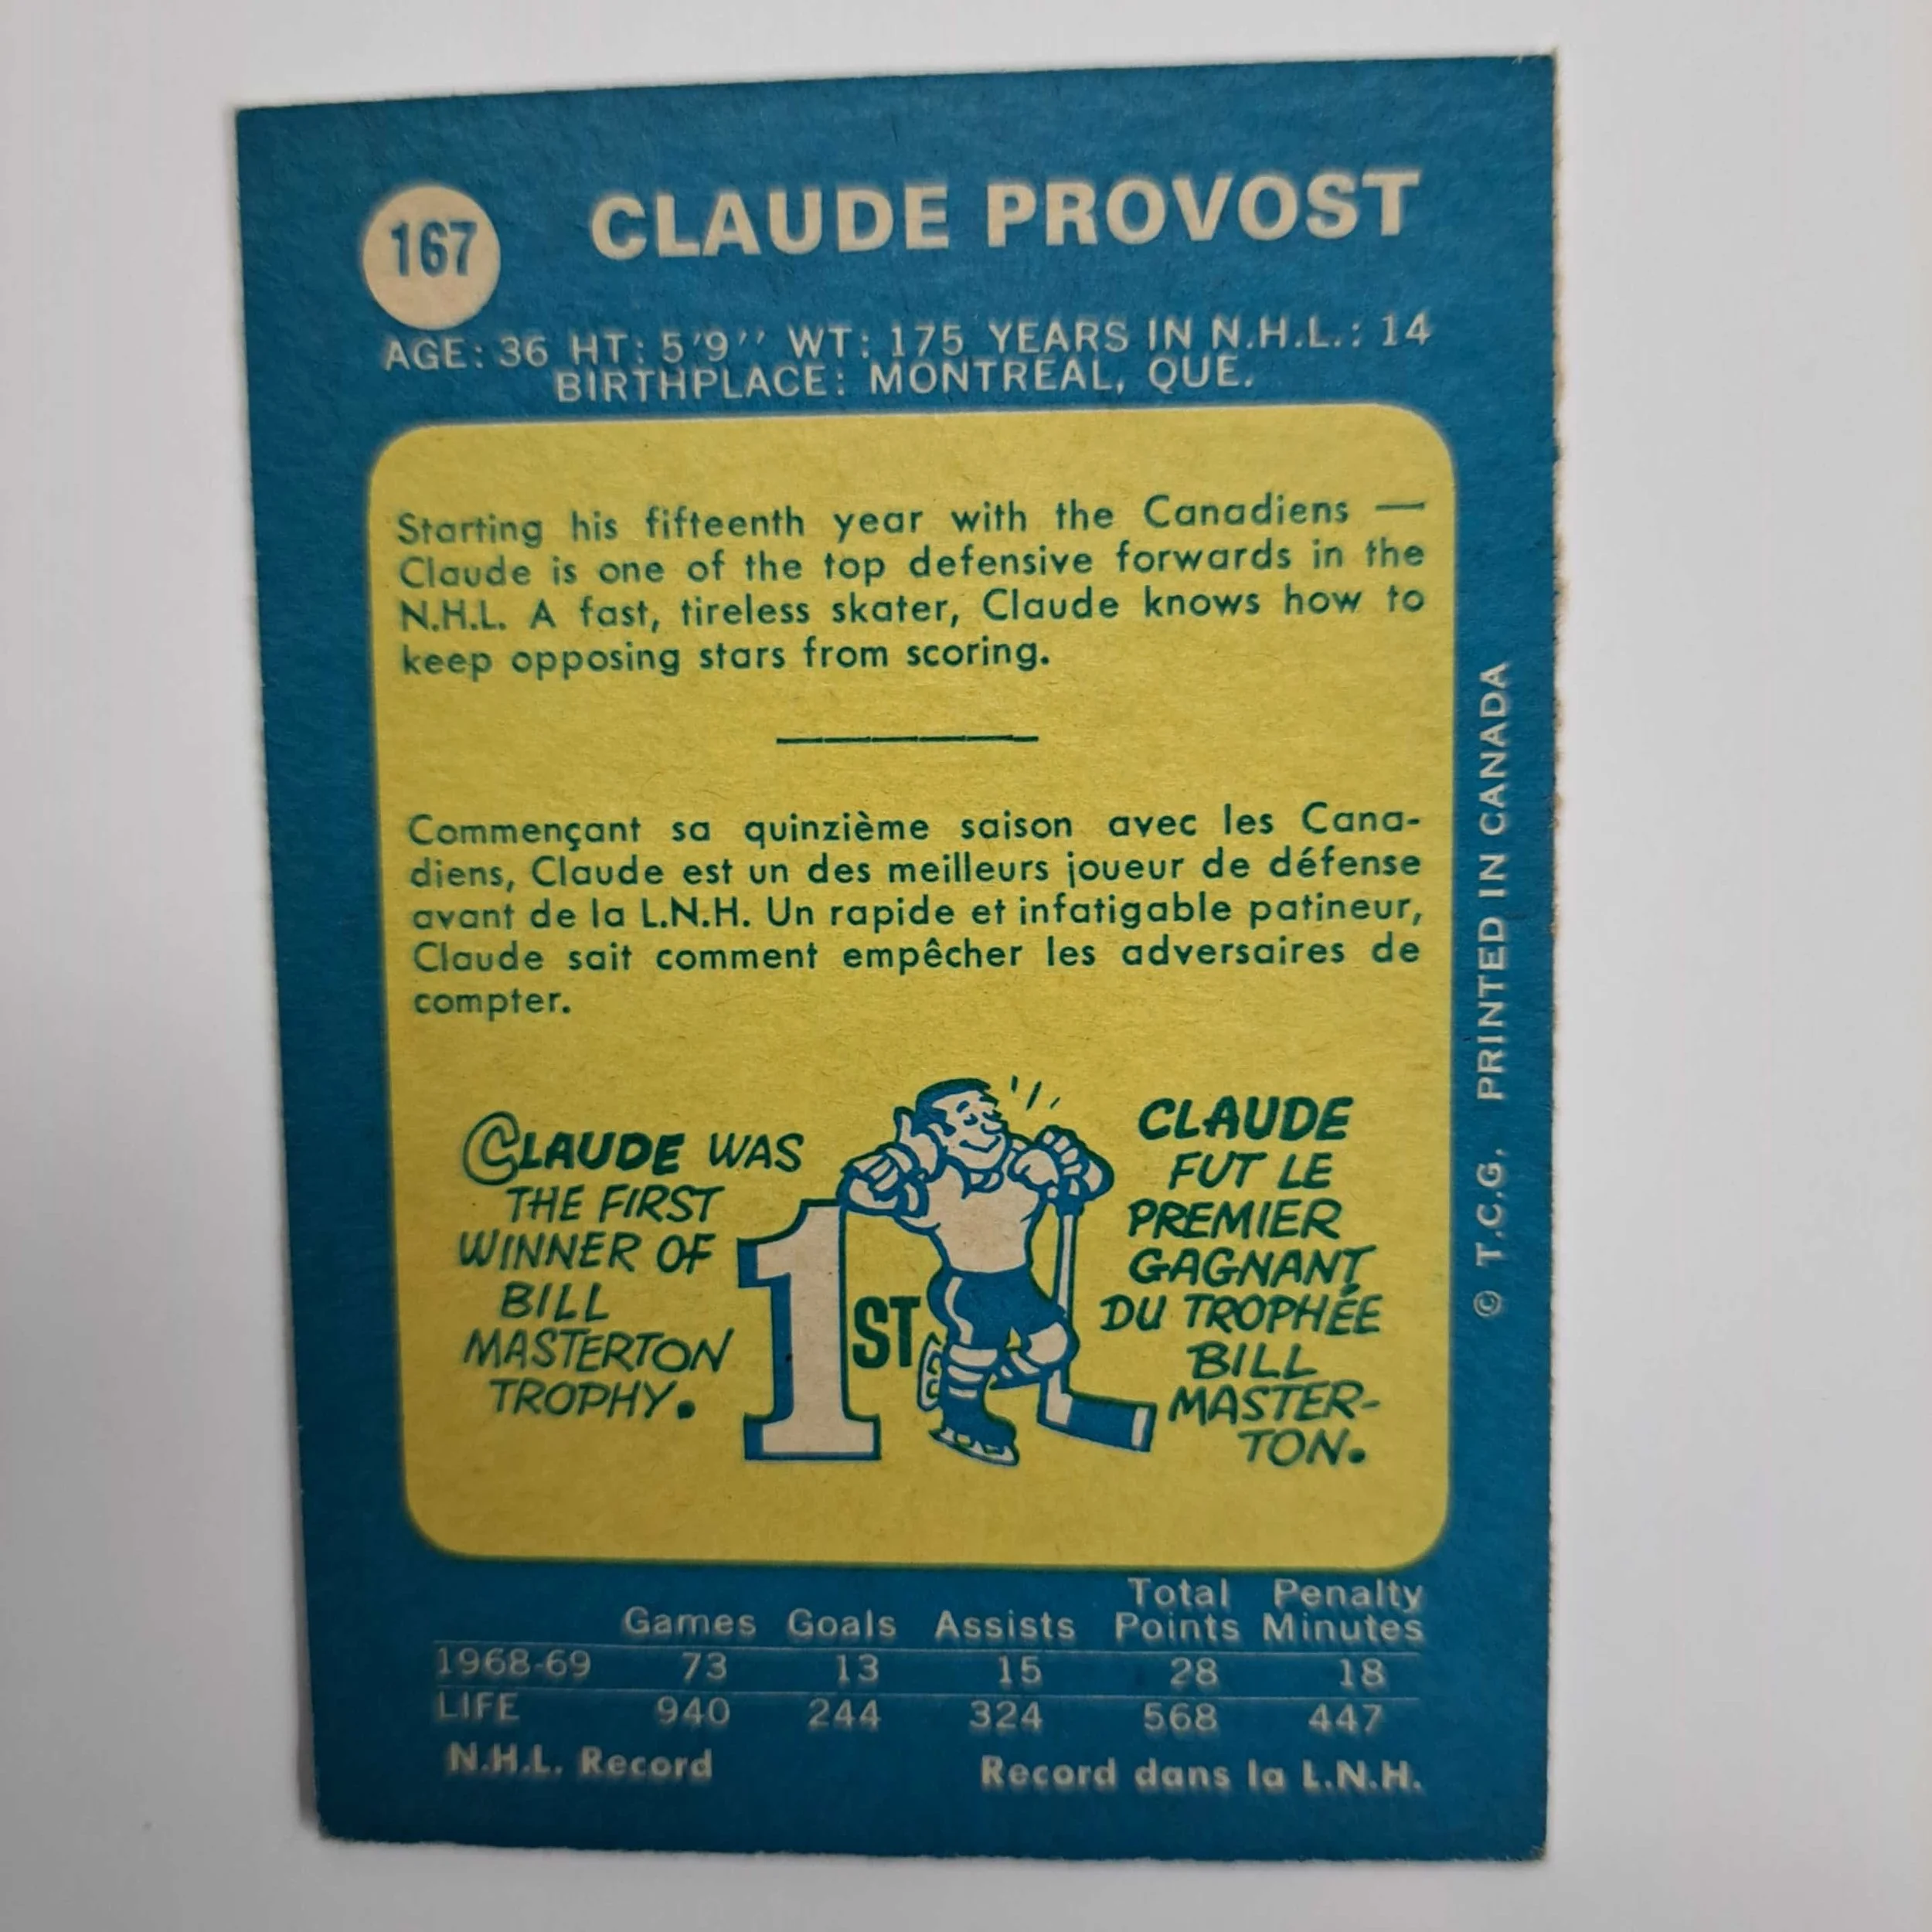 167
CLAUDE PROVOST
AGE: 36 HT: 5'9'' WT: 175 YEARS IN N.H.L.: 14
BIRTHPLACE: MONTREAL, QUE.
Starting his fifteenth year with the Canadiens —
Claude is one of the top defensive forwards in the
N.H.L. A fast, tireless skater, Claude knows how to
keep opposing stars from scoring.
Commençant sa quinzième saison avec les Cana-
diens, Claude est un des meilleurs joueur de défense
avant de la L.N.H. Un rapide et infatigable patineur,
Claude sait comment empêcher les adversaires de
compter.
CLAUDE WAS
THE FIRST
WINNER OF
BILL
MASTERTON
TROPHY.
1ST
CLAUDE
FUT LE
PREMIER
GAGNANT
DU TROPHÉE
BILL
MASTER-
TON.
© T.C.G. PRINTED IN CANADA
Games Goals Assists Total Points Penalty Minutes
1968-69 73 13 15 28 18
LIFE 940 244 324 568 447
N.H.L. Record Record dans la L.N.H.